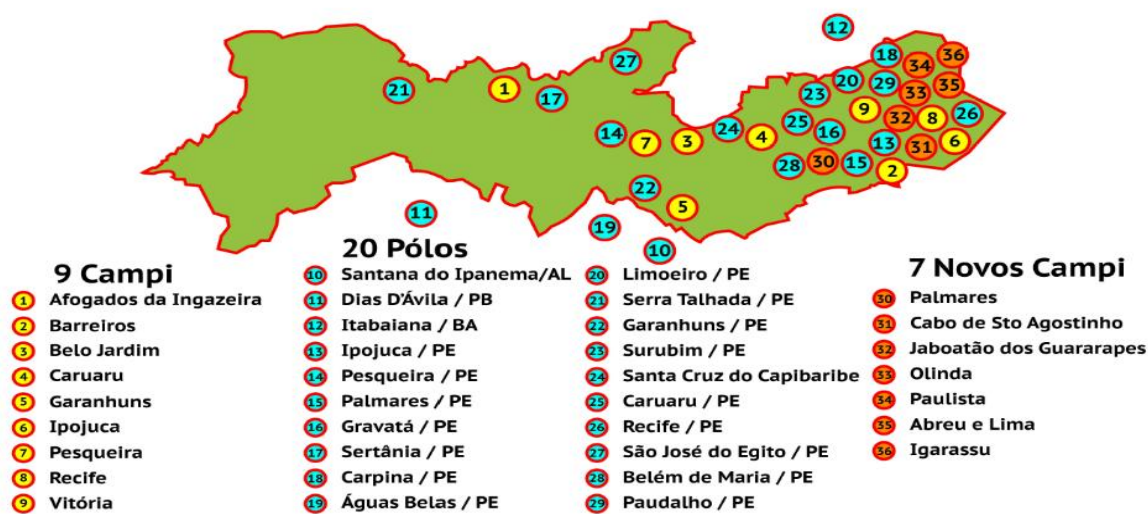 12
18
36
34
27
20
29
35
21
1
17
23
33
9
32
8
26
25
14
24
4
16
7
3
13
31
6
28
30
15
2
22
5
11
19
10
9 Campi
1 Afogados da Ingazeira
2 Barreiros
3 Belo Jardim
4 Caruaru
5 Garanhuns
6 Ipojuca
7 Pesqueira
8 Recife
9 Vitória
20 Pólos
10 Santana do Ipanema/AL
11 Dias D'Ávila / PB
12 Itabaiana / BA
13 Ipojuca / PE
14 Pesqueira / PE
15 Palmares / PE
16 Gravatá / PE
17 Sertânia / PE
18 Carpina / PE
19 Águas Belas / PE
20 Limoeiro / PE
21 Serra Talhada / PE
22 Garanhuns / PE
23 Surubim / PE
24 Santa Cruz do Capibaribe
25 Caruaru / PE
26 Recife / PE
27 São José do Egito / PE
28 Belém de Maria / PE
29 Paudalho / PE
7 Novos Campi
30 Palmares
31 Cabo de Sto Agostinho
32 Jaboatão dos Guararapes
33 Olinda
34 Paulista
35 Abreu e Lima
36 Igarassu